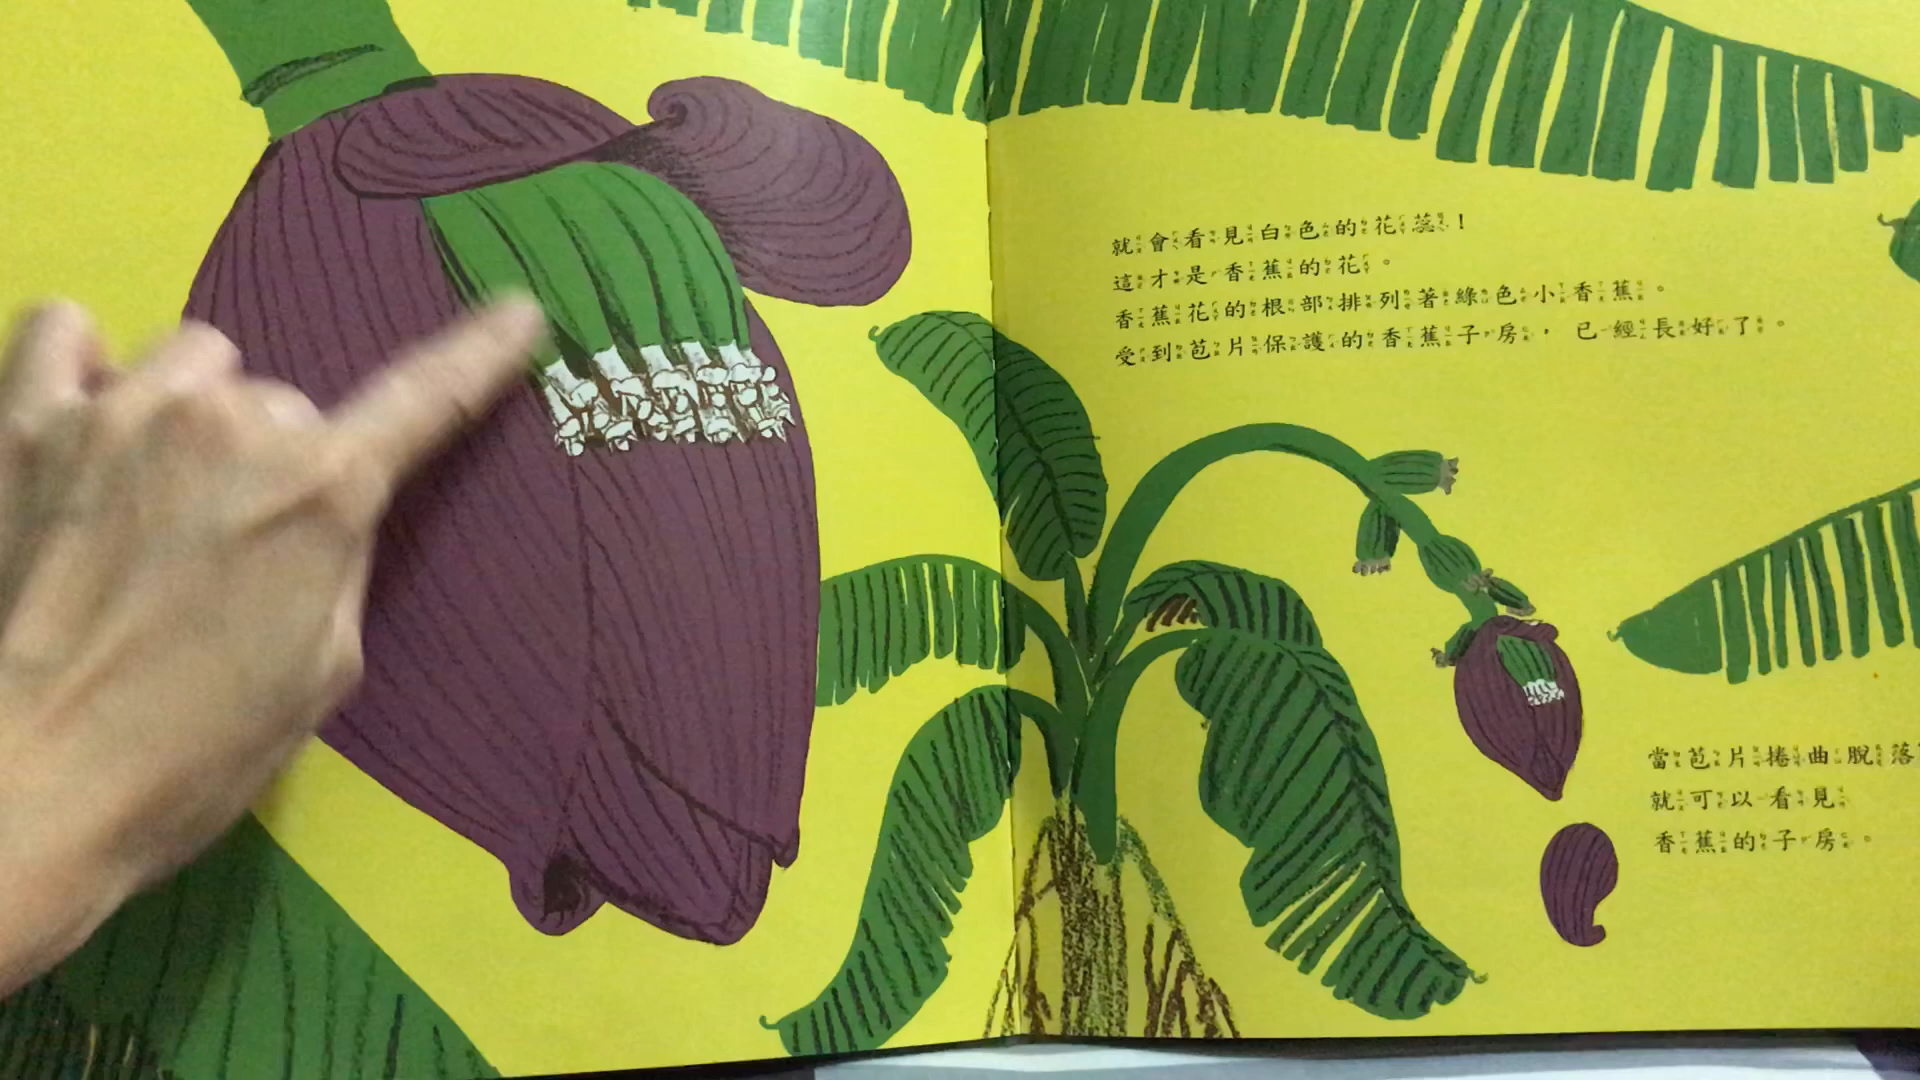 就會看見白色的花蕊！
這才是香蕉的花。
香蕉花的根部排列著綠色小香蕉。
受到苞片保護的香蕉子房，已經長好了。
當苞片捲曲脫落
就可以看見
香蕉的子房。